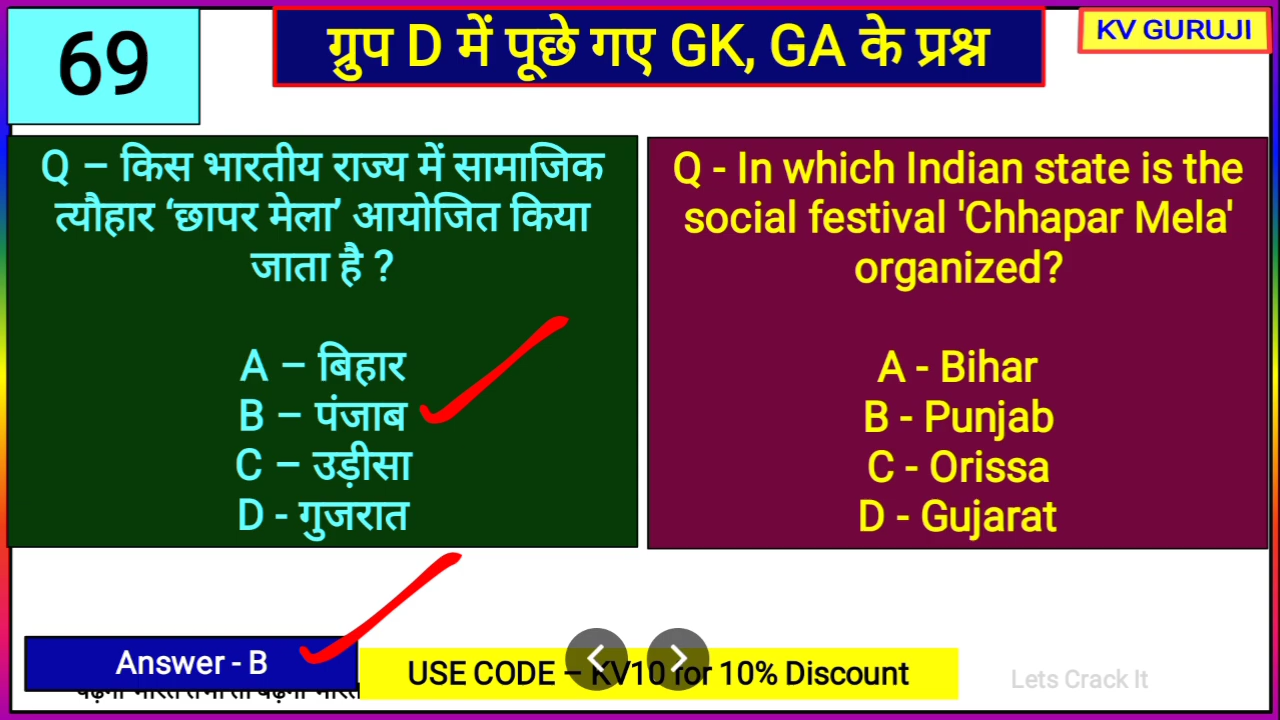 69
ग्रुप D में पूछे गए GK, GA के प्रश्न
KV GURUJI
Q – किस भारतीय राज्य में सामाजिक
त्यौहार ‘छापर मेला’ आयोजित किया
जाता है ?
A – बिहार
B – पंजाब
C – उड़ीसा
D - गुजरात
Q - In which Indian state is the
social festival 'Chhapar Mela'
organized?
A - Bihar
B - Punjab
C - Orissa
D - Gujarat
Answer - B
USE CODE – KV10 for 10% Discount
Lets Crack It